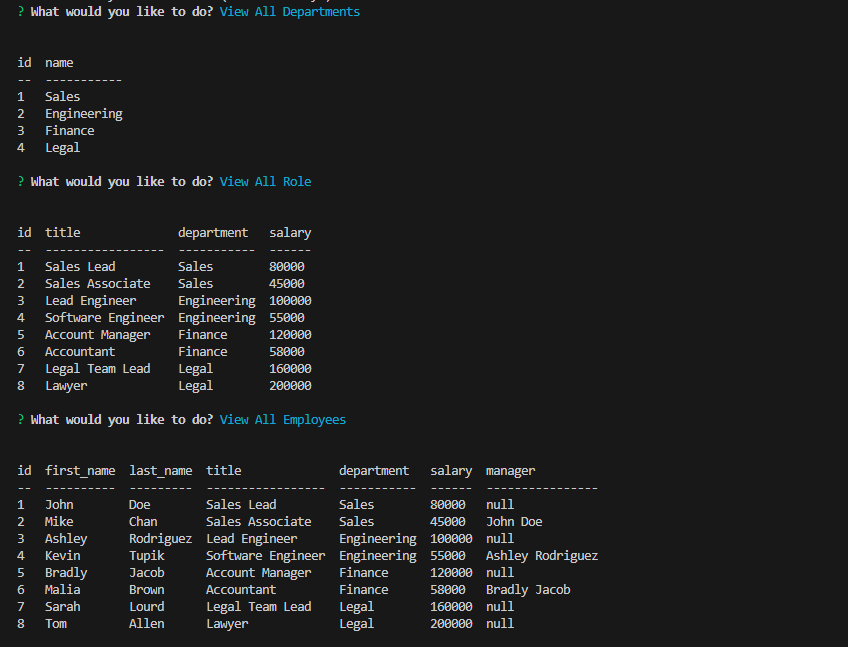 ? What would you like to do? View All Departments
id  name
--  -----------
1   Sales
2   Engineering
3   Finance
4   Legal
? What would you like to do? View All Role
id  title              department   salary
--  -----------------  -----------  ------
1   Sales Lead         Sales        80000
2   Sales Associate    Sales        45000
3   Lead Engineer      Engineering  100000
4   Software Engineer  Engineering  55000
5   Account Manager    Finance      120000
6   Accountant         Finance      58000
7   Legal Team Lead    Legal        160000
8   Lawyer             Legal        200000
? What would you like to do? View All Employees
id  first_name  last_name  title              department   salary  manager
--  ----------  ---------  -----------------  -----------  ------  ----------------
1   John        Doe        Sales Lead         Sales        80000   null
2   Mike        Chan       Sales Associate    Sales        45000   John Doe
3   Ashley      Rodriguez  Lead Engineer      Engineering  100000  null
4   Kevin       Tupik      Software Engineer  Engineering  55000   Ashley Rodriguez
5   Bradly      Jacob      Account Manager    Finance      120000  null
6   Malia       Brown      Accountant         Finance      58000   Bradly Jacob
7   Sarah       Lourd      Legal Team Lead    Legal        160000  null
8   Tom         Allen      Lawyer             Legal        200000  null